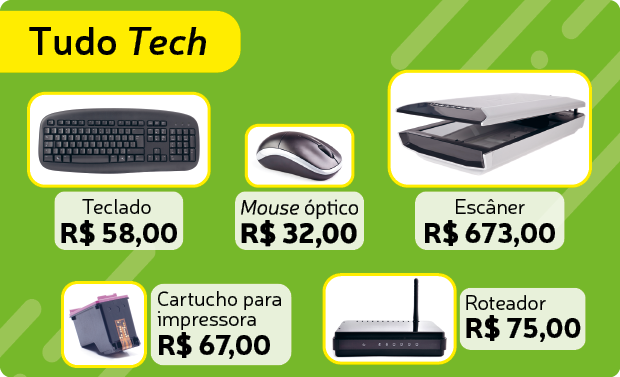 Tudo Tech
Teclado
R$ 58,00
Mouse óptico
R$ 32,00
Escâner
R$ 673,00
Cartucho para
impressora
R$ 67,00
Roteador
R$ 75,00